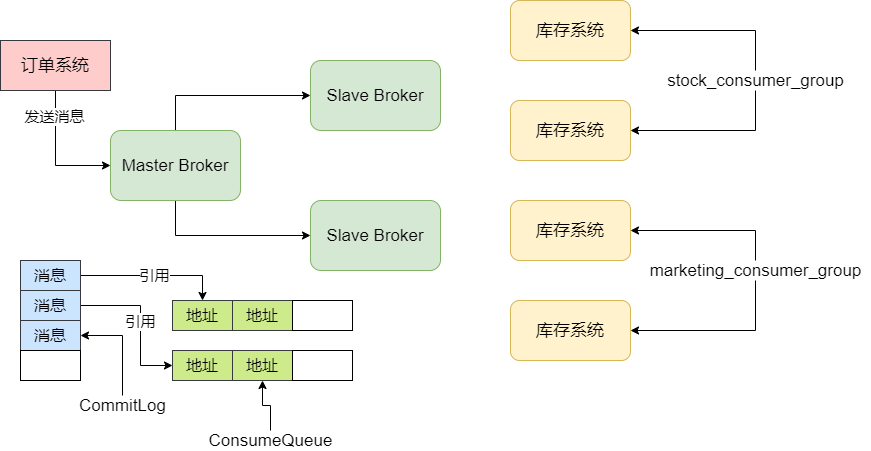 订单系统
发送消息
Master Broker
Slave Broker
Slave Broker
消息
消息
消息
引用
引用
地址
地址
地址
地址
CommitLog
ConsumeQueue
库存系统
库存系统
stock_consumer_group
库存系统
库存系统
marketing_consumer_group